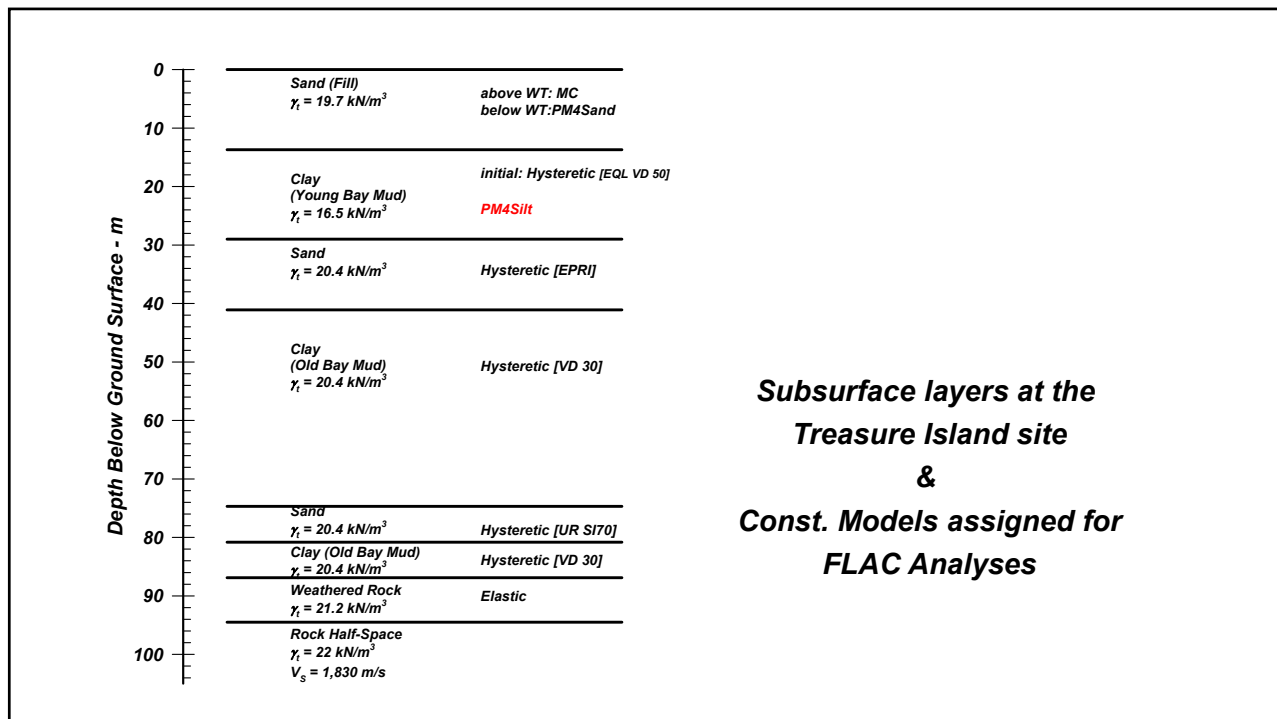 Depth Below Ground Surface - m
0
10
20
30
40
50
60
70
80
90
100
Sand (Fill)
γt = 19.7 kN/m³
above WT: MC
below WT:PM4Sand
Clay
(Young Bay Mud)
γt = 16.5 kN/m³
initial: Hysteretic [EQL VD 50]
PM4Silt
Sand
γt = 20.4 kN/m³
Hysteretic [EPRI]
Clay
(Old Bay Mud)
γt = 20.4 kN/m³
Hysteretic [VD 30]
Sand
γt = 20.4 kN/m³
Hysteretic [UR SI70]
Clay (Old Bay Mud)
γt = 20.4 kN/m³
Hysteretic [VD 30]
Weathered Rock
γt = 21.2 kN/m³
Elastic
Rock Half-Space
γt = 22 kN/m³
VS = 1,830 m/s
Subsurface layers at the
Treasure Island site
&
Const. Models assigned for
FLAC Analyses